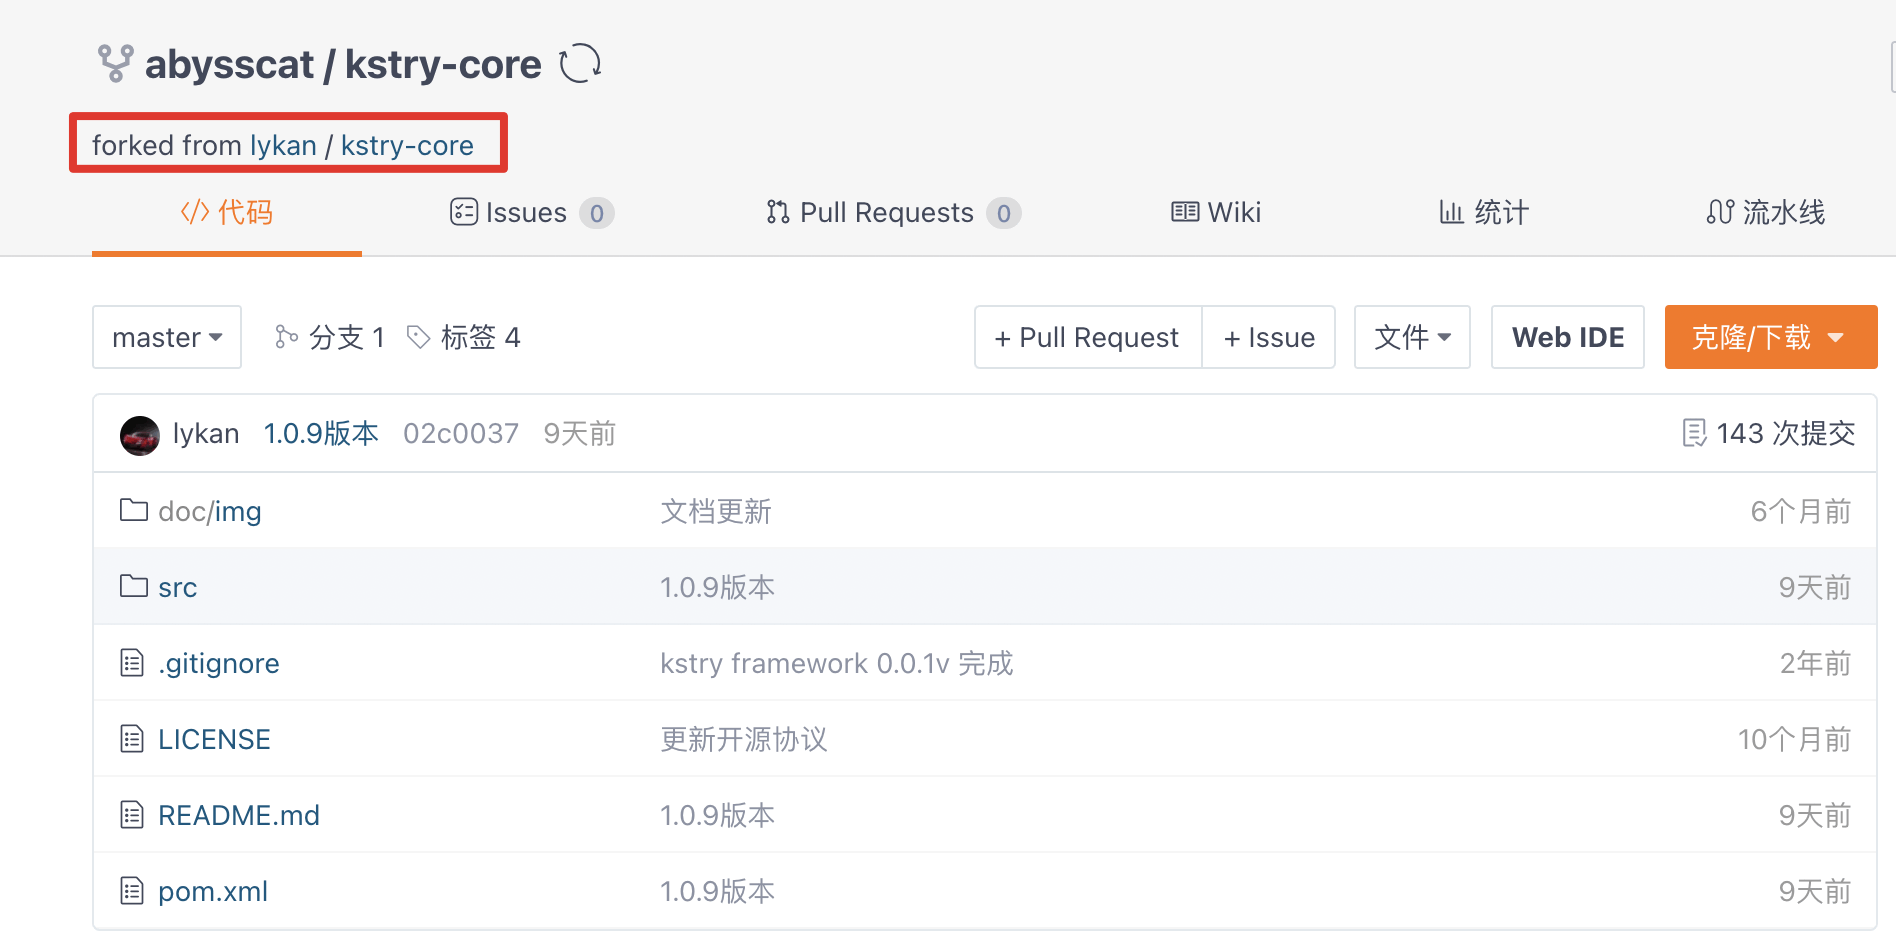 abysscat / kstry-core
forked from lykan / kstry-core
</> 代码 Issues 0 Pull Requests 0 Wiki 统计 流水线
master 分支 1 标签 4 + Pull Request + Issue 文件 Web IDE 克隆/下载
lykan 1.0.9版本 02c0037 9天前 143 次提交
doc/img 文档更新 6个月前
src 1.0.9版本 9天前
.gitignore kstry framework 0.0.1v 完成 2年前
LICENSE 更新开源协议 10个月前
README.md 1.0.9版本 9天前
pom.xml 1.0.9版本 9天前